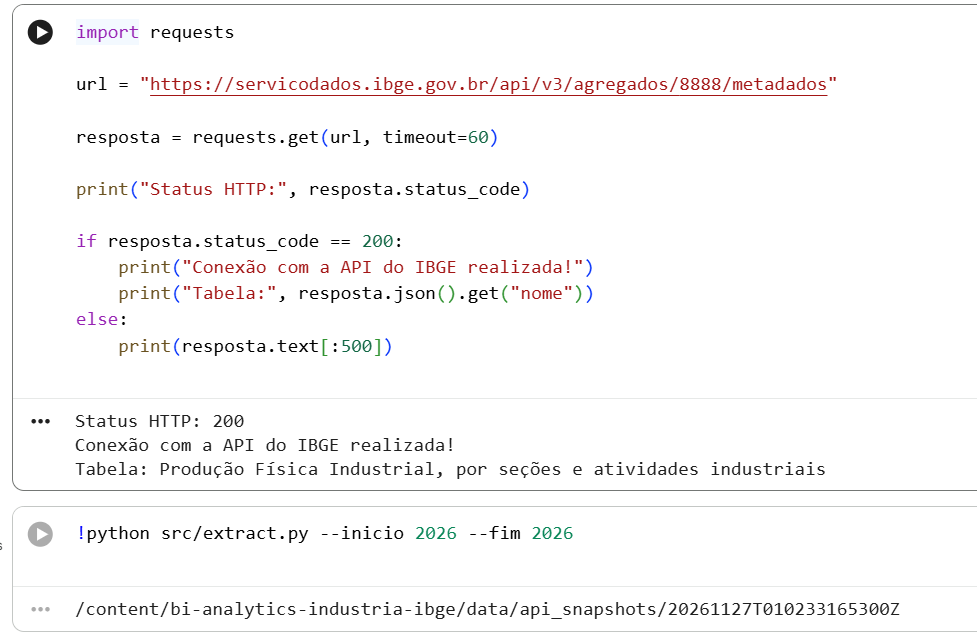 import requests
url = "https://servicodados.ibge.gov.br/api/v3/agregados/8888/metadados"
resposta = requests.get(url, timeout=60)
print("Status HTTP:", resposta.status_code)
if resposta.status_code == 200:
    print("Conexão com a API do IBGE realizada!")
    print("Tabela:", resposta.json().get("nome"))
else:
    print(resposta.text[:500])
Status HTTP: 200
Conexão com a API do IBGE realizada!
Tabela: Produção Física Industrial, por seções e atividades industriais
!python src/extract.py --inicio 2026 --fim 2026
/content/bi-analytics-industria-ibge/data/api_snapshots/20261127T010233165300Z